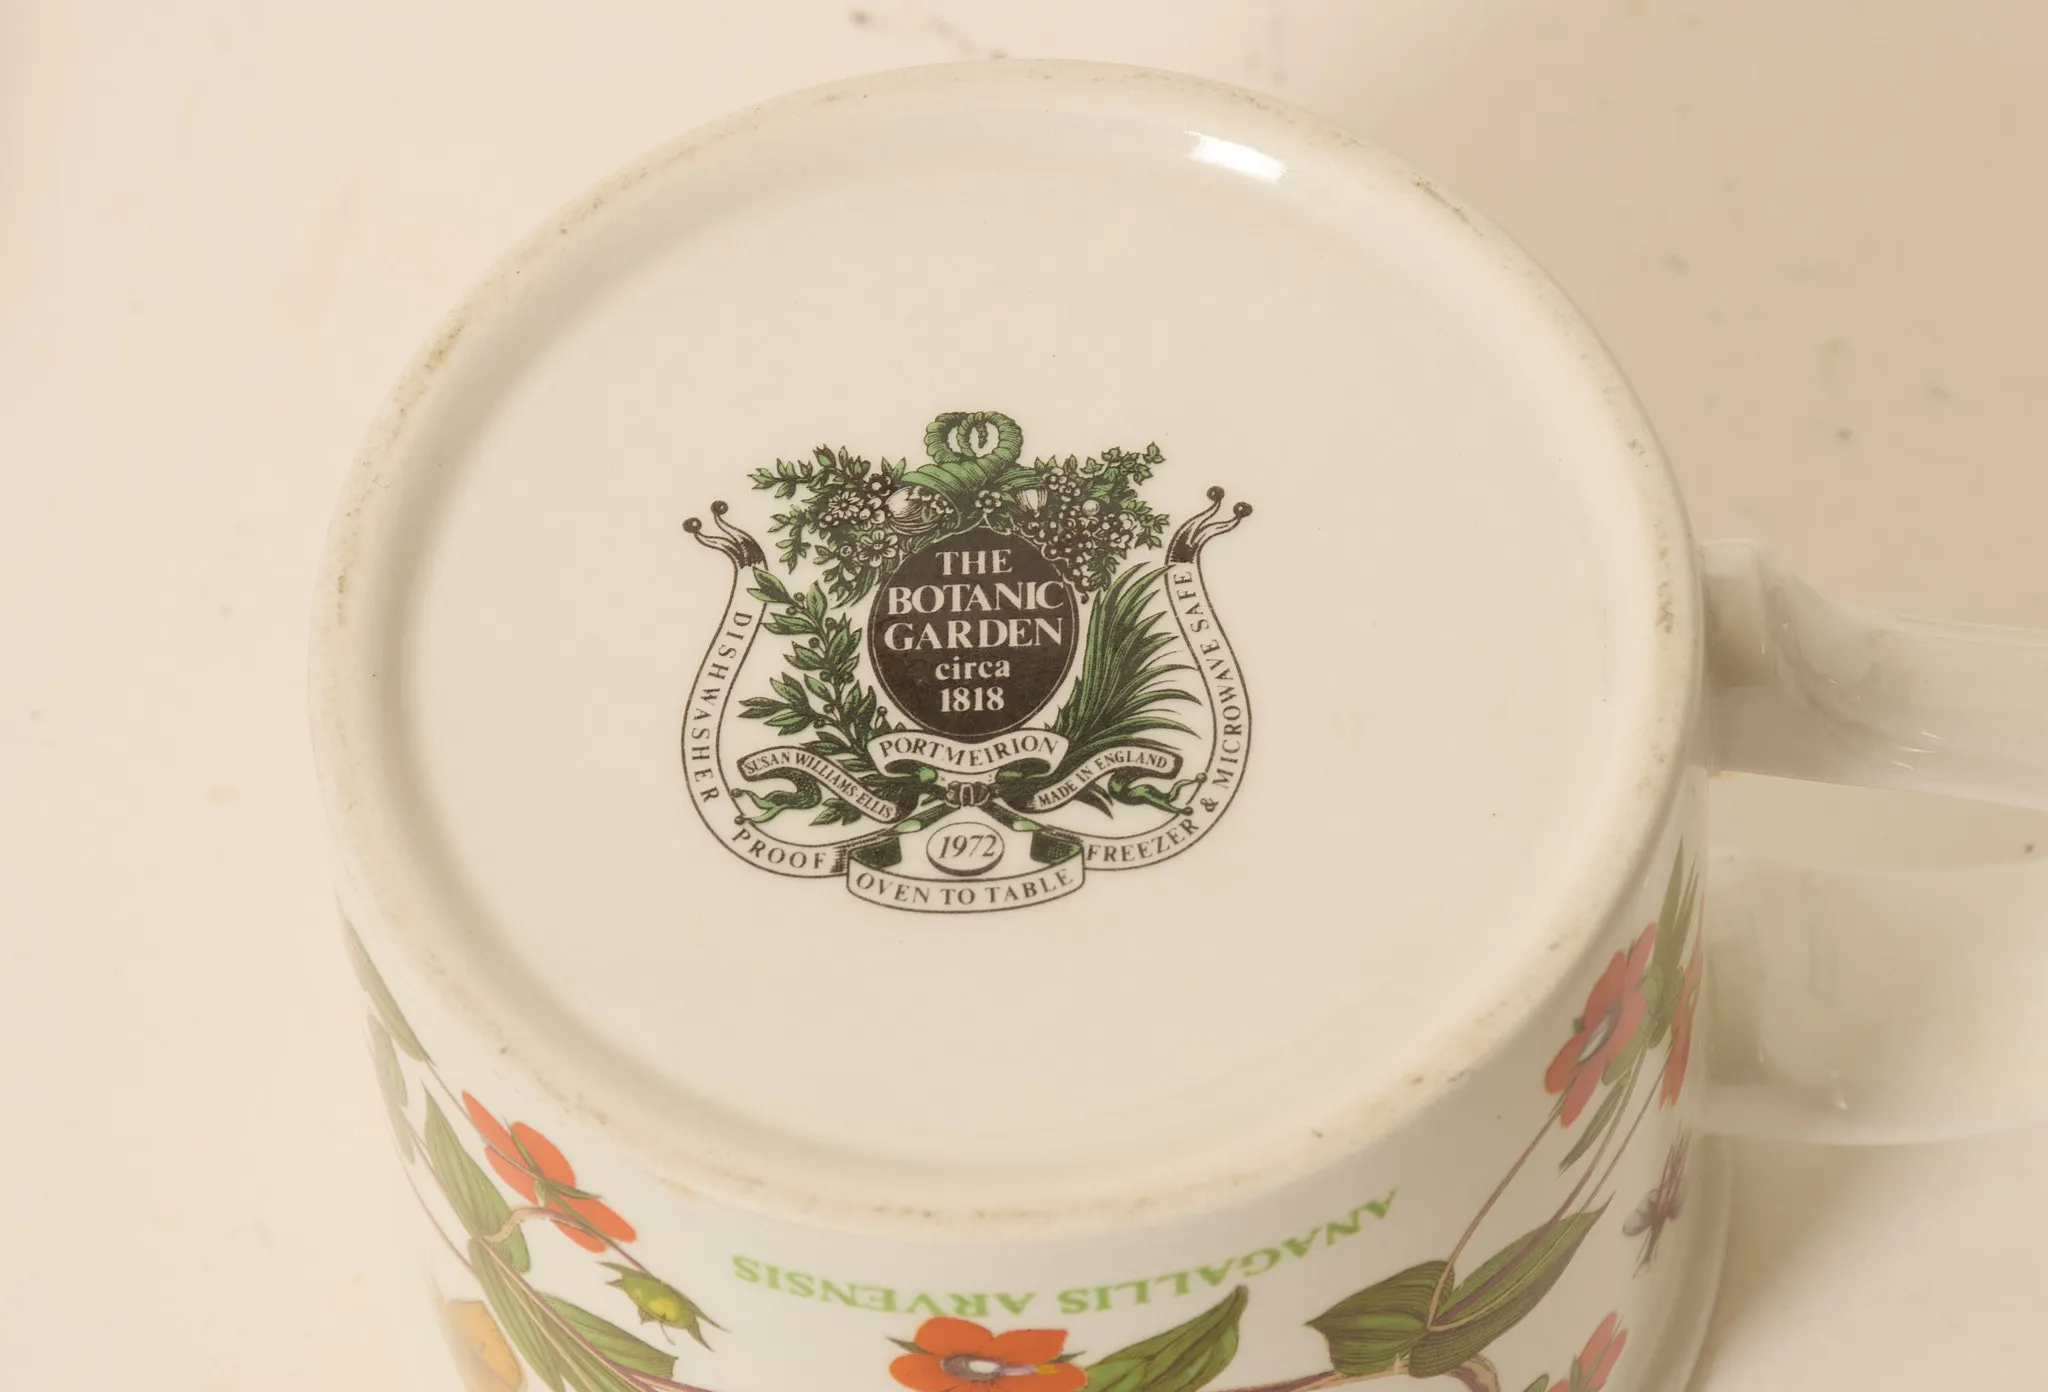 THE
BOTANIC
GARDEN
circa
1818
PORTMEIRION
SUSAN WILLIAMS-ELLIS
MADE IN ENGLAND
1972
DISHWASHER PROOF
OVEN TO TABLE
FREEZER & MICROWAVE SAFE
ANAGALLIS ARVENSIS